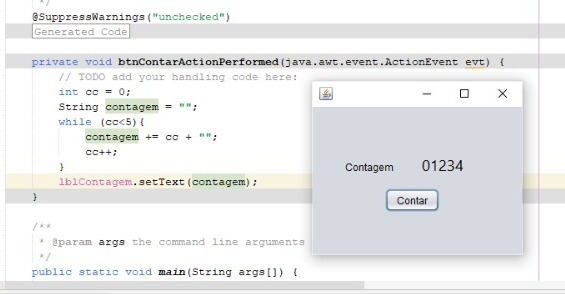 */
@SuppressWarnings("unchecked")
Generated Code
private void btnContarActionPerformed(java.awt.event.ActionEvent evt) {
// TODO add your handling code here:
int cc = 0;
String contagem = "";
while (cc<5){
contagem += cc + "";
cc++;
}
lblContagem.setText(contagem);
}
/**
* @param args the command line arguments
*/
public static void main(String args[]) {
Contagem 01234
Contar